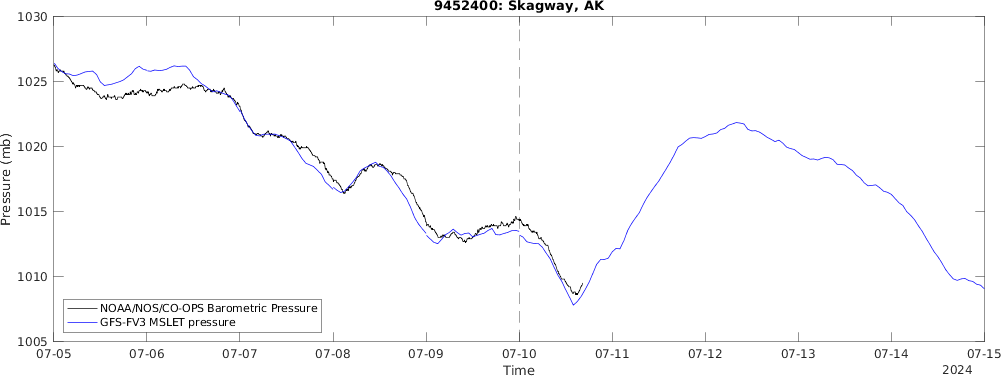 9452400: Skagway, AK
1030
1025
1020
1015
1010
1005
Pressure (mb)
NOAA/NOS/CO-OPS Barometric Pressure
GFS-FV3 MSLET pressure
07-05 07-06 07-07 07-08 07-09 07-10 07-11 07-12 07-13 07-14 07-15
Time
2024